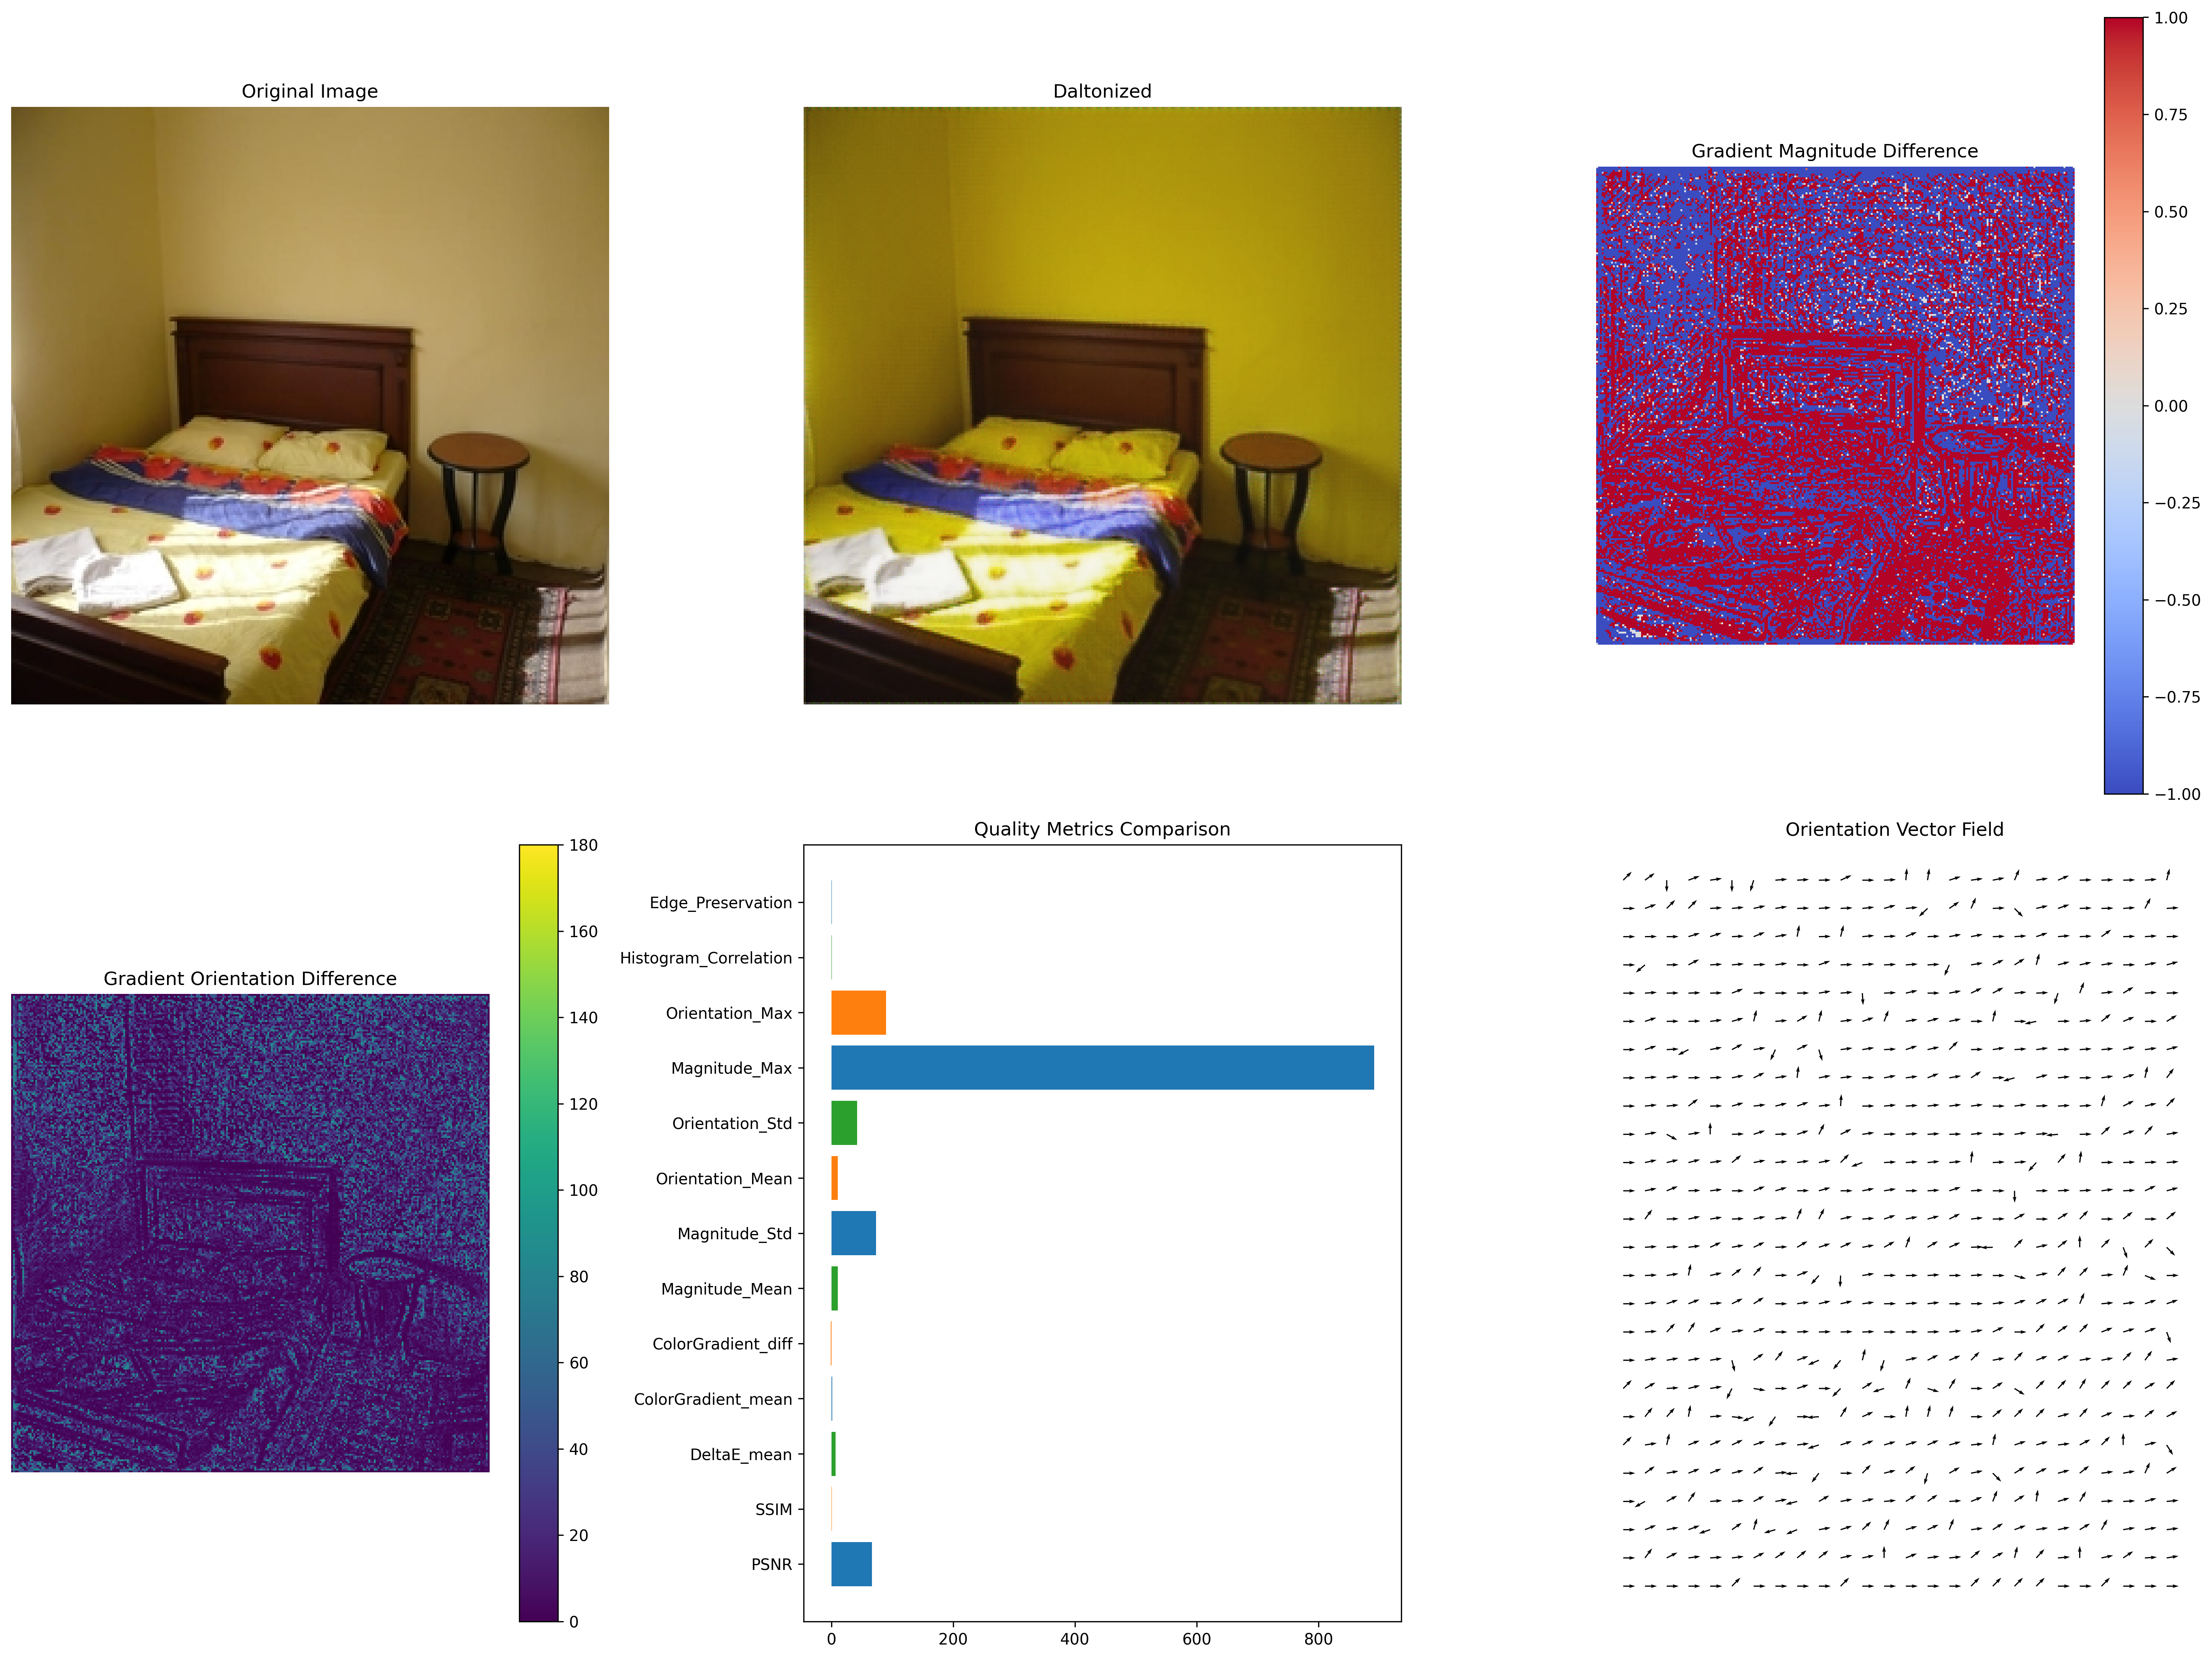 Original Image
Daltonized
Gradient Magnitude Difference
1.00
0.75
0.50
0.25
0.00
−0.25
−0.50
−0.75
−1.00
Gradient Orientation Difference
180
160
140
120
100
80
60
40
20
0
Quality Metrics Comparison
Edge_Preservation
Histogram_Correlation
Orientation_Max
Magnitude_Max
Orientation_Std
Orientation_Mean
Magnitude_Std
Magnitude_Mean
ColorGradient_diff
ColorGradient_mean
DeltaE_mean
SSIM
PSNR
0 200 400 600 800
Orientation Vector Field